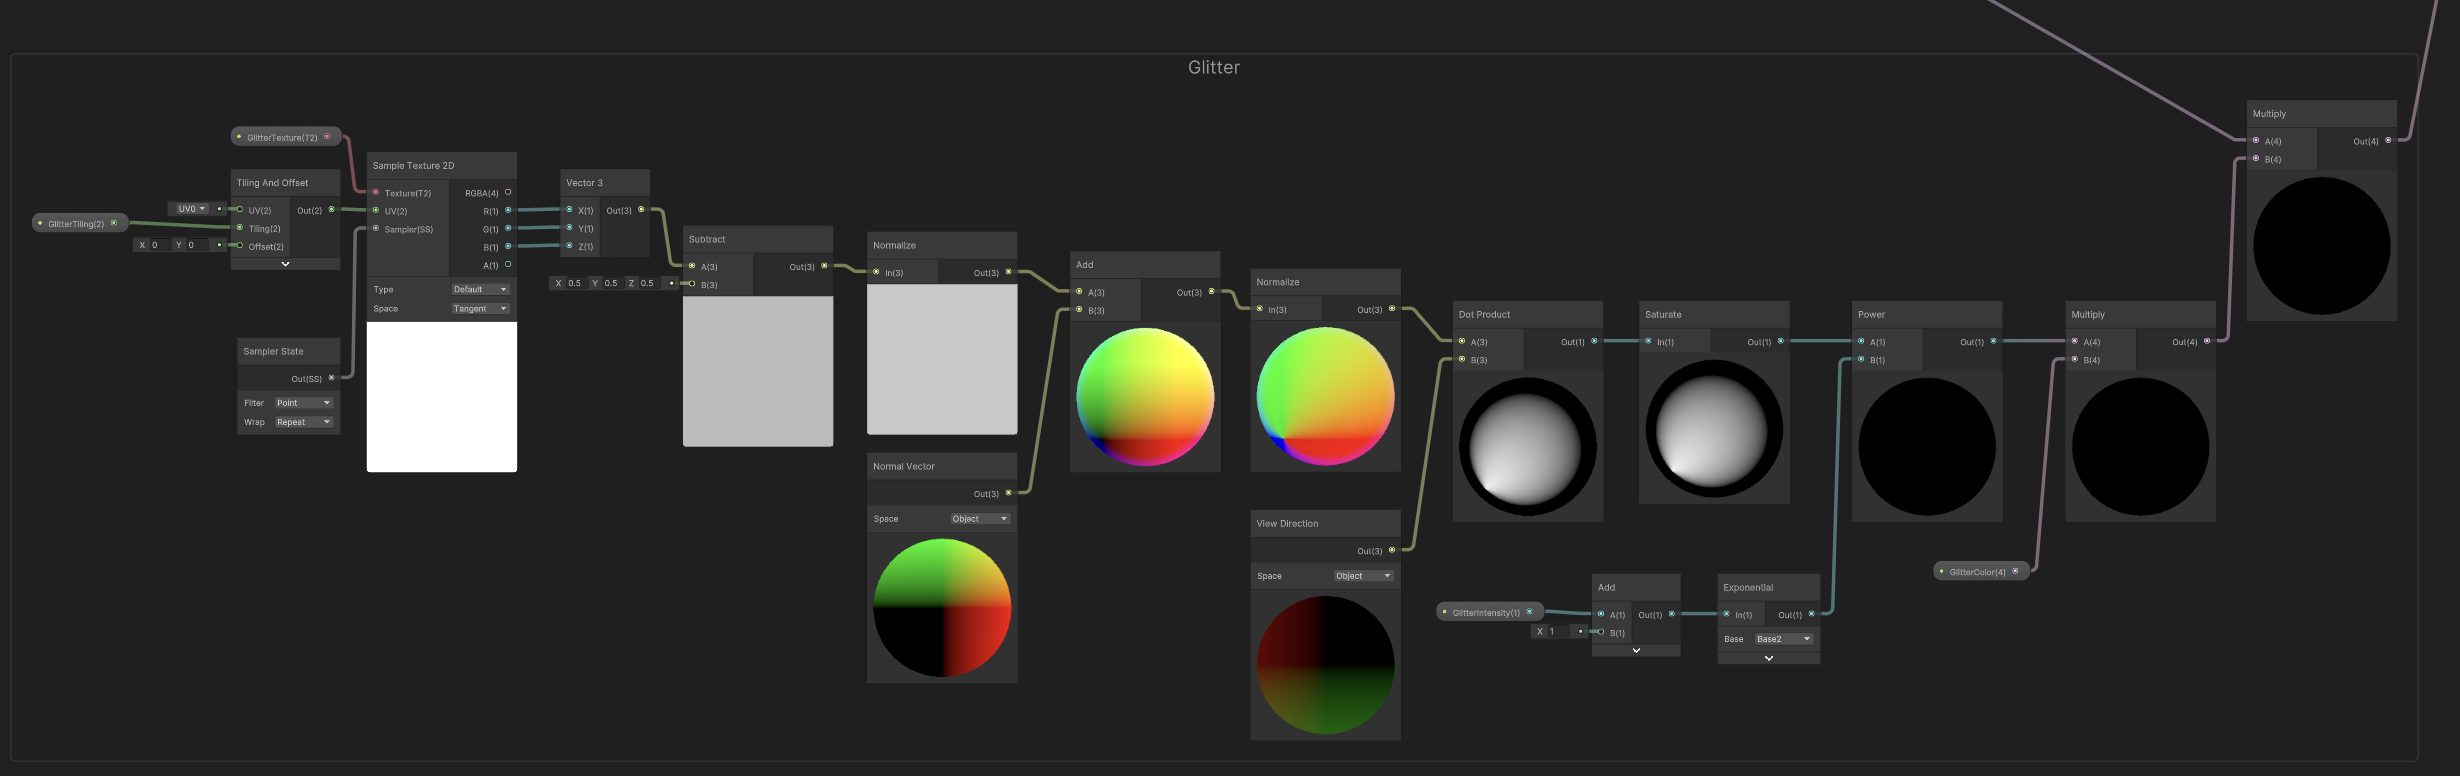 Glitter
GlitterTexture(T2)
GlitterTiling(2)
UV0
X 0 Y 0
Tiling And Offset
UV(2) Out(2)
Tiling(2)
Offset(2)
Sampler State
Out(SS)
Filter Point
Wrap Repeat
Sample Texture 2D
Texture(T2) RGBA(4)
UV(2) R(1)
Sampler(SS) G(1)
B(1)
A(1)
Type Default
Space Tangent
Vector 3
X(1) Out(3)
Y(1)
Z(1)
X 0.5 Y 0.5 Z 0.5
Subtract
A(3) Out(3)
B(3)
Normalize
In(3) Out(3)
Normal Vector
Out(3)
Space Object
Add
A(3) Out(3)
B(3)
Normalize
In(3) Out(3)
View Direction
Out(3)
Space Object
Dot Product
A(3) Out(1)
B(3)
Saturate
In(1) Out(1)
GlitterIntensity(1)
X 1
Add
A(1) Out(1)
B(1)
Exponential
In(1) Out(1)
Base Base2
Power
A(1) Out(1)
B(1)
GlitterColor(4)
Multiply
A(4) Out(4)
B(4)
Multiply
A(4) Out(4)
B(4)